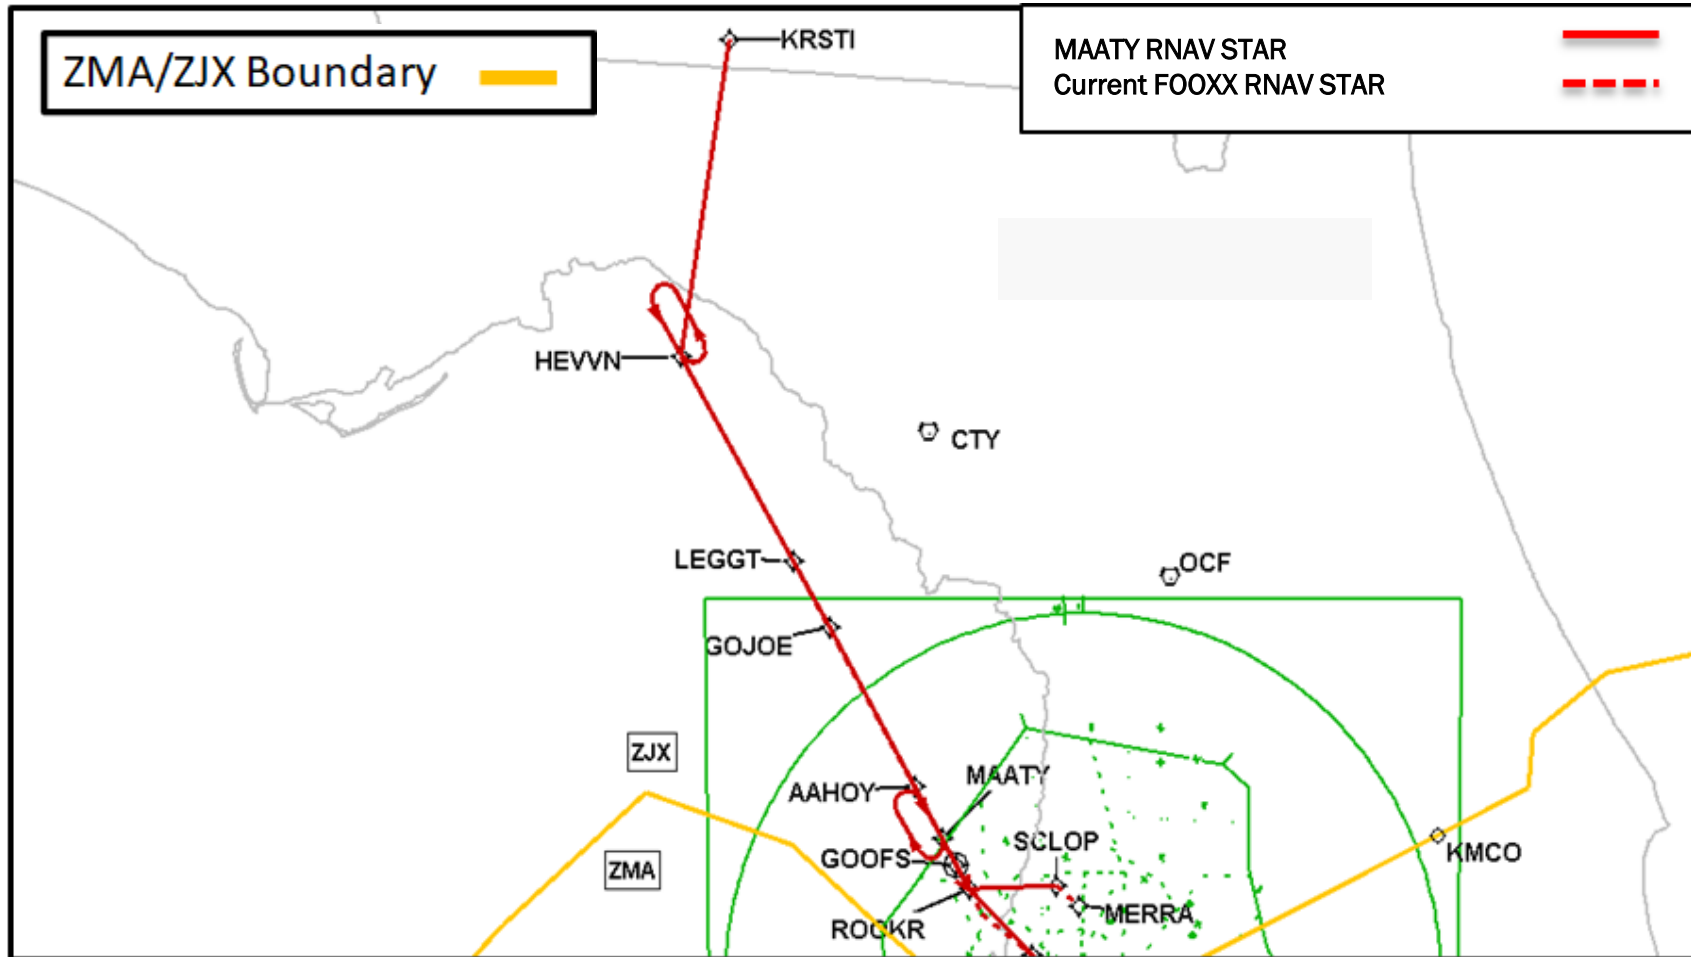 KRSTI
MAATY RNAV STAR
Current FOOXX RNAV STAR
ZMA/ZJX Boundary
HEVVN
CTY
LEGGT
OCF
GOJOE
ZJX
MAATY
AAHOY
SCLOP
KMCO
GOOFS
ZMA
MERRA
ROOKR